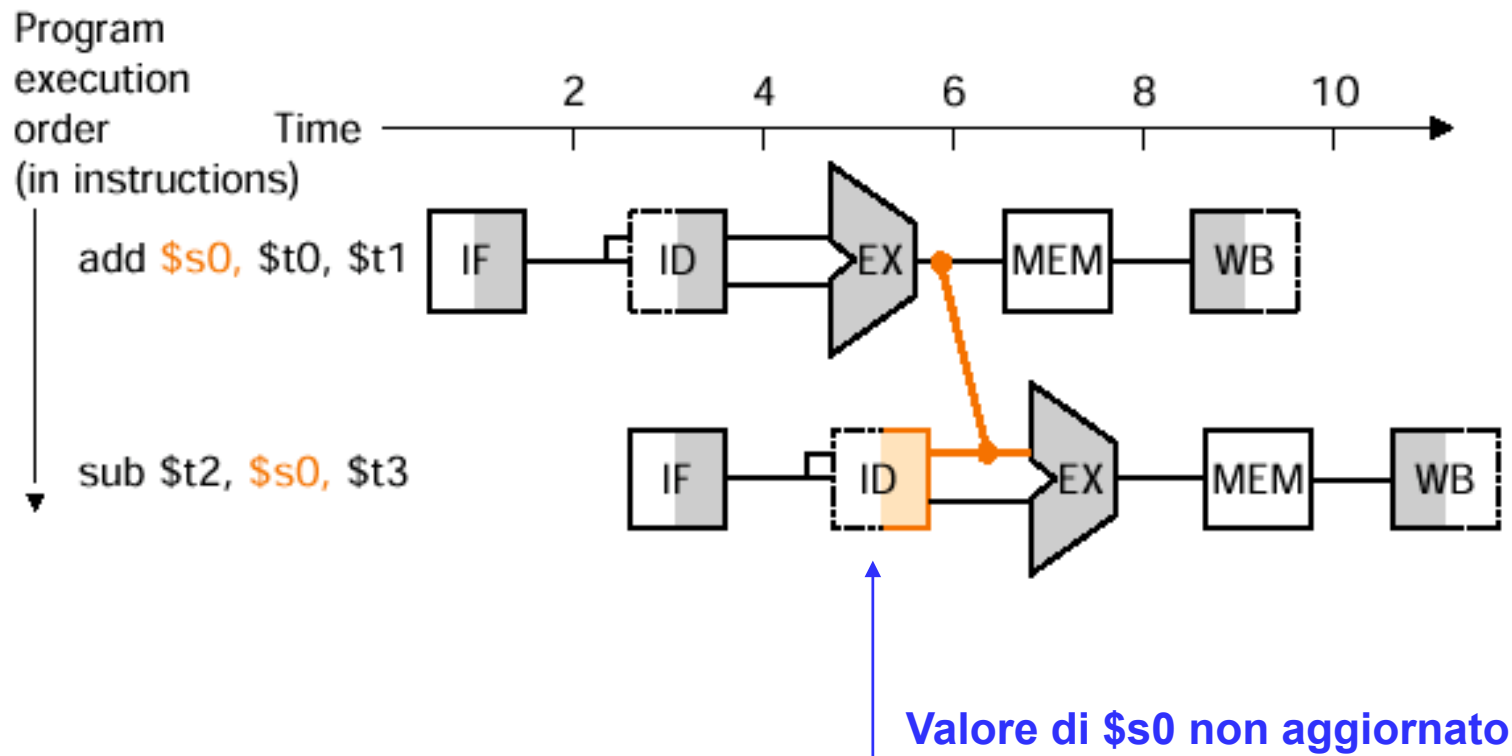 Program
execution
order Time
(in instructions)
2 4 6 8 10
add $s0, $t0, $t1 IF ID EX MEM WB
sub $t2, $s0, $t3 IF ID EX MEM WB
Valore di $s0 non aggiornato